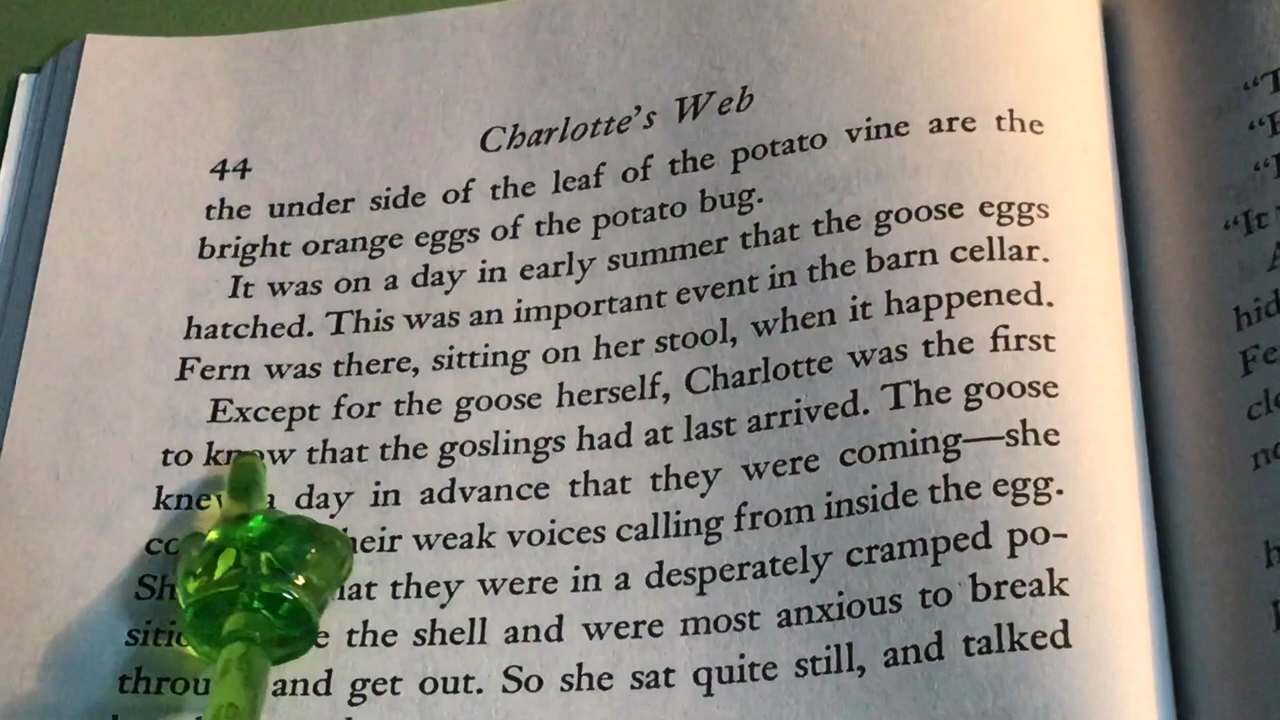 44 Charlotte's Web
the under side of the leaf of the potato vine are the
bright orange eggs of the potato bug.
It was on a day in early summer that the goose eggs
hatched. This was an important event in the barn cellar.
Fern was there, sitting on her stool, when it happened.
Except for the goose herself, Charlotte was the first
to know that the goslings had at last arrived. The goose
knew a day in advance that they were coming—she
their weak voices calling from inside the egg.
that they were in a desperately cramped po-
the shell and were most anxious to break
and get out. So she sat quite still, and talked
"It